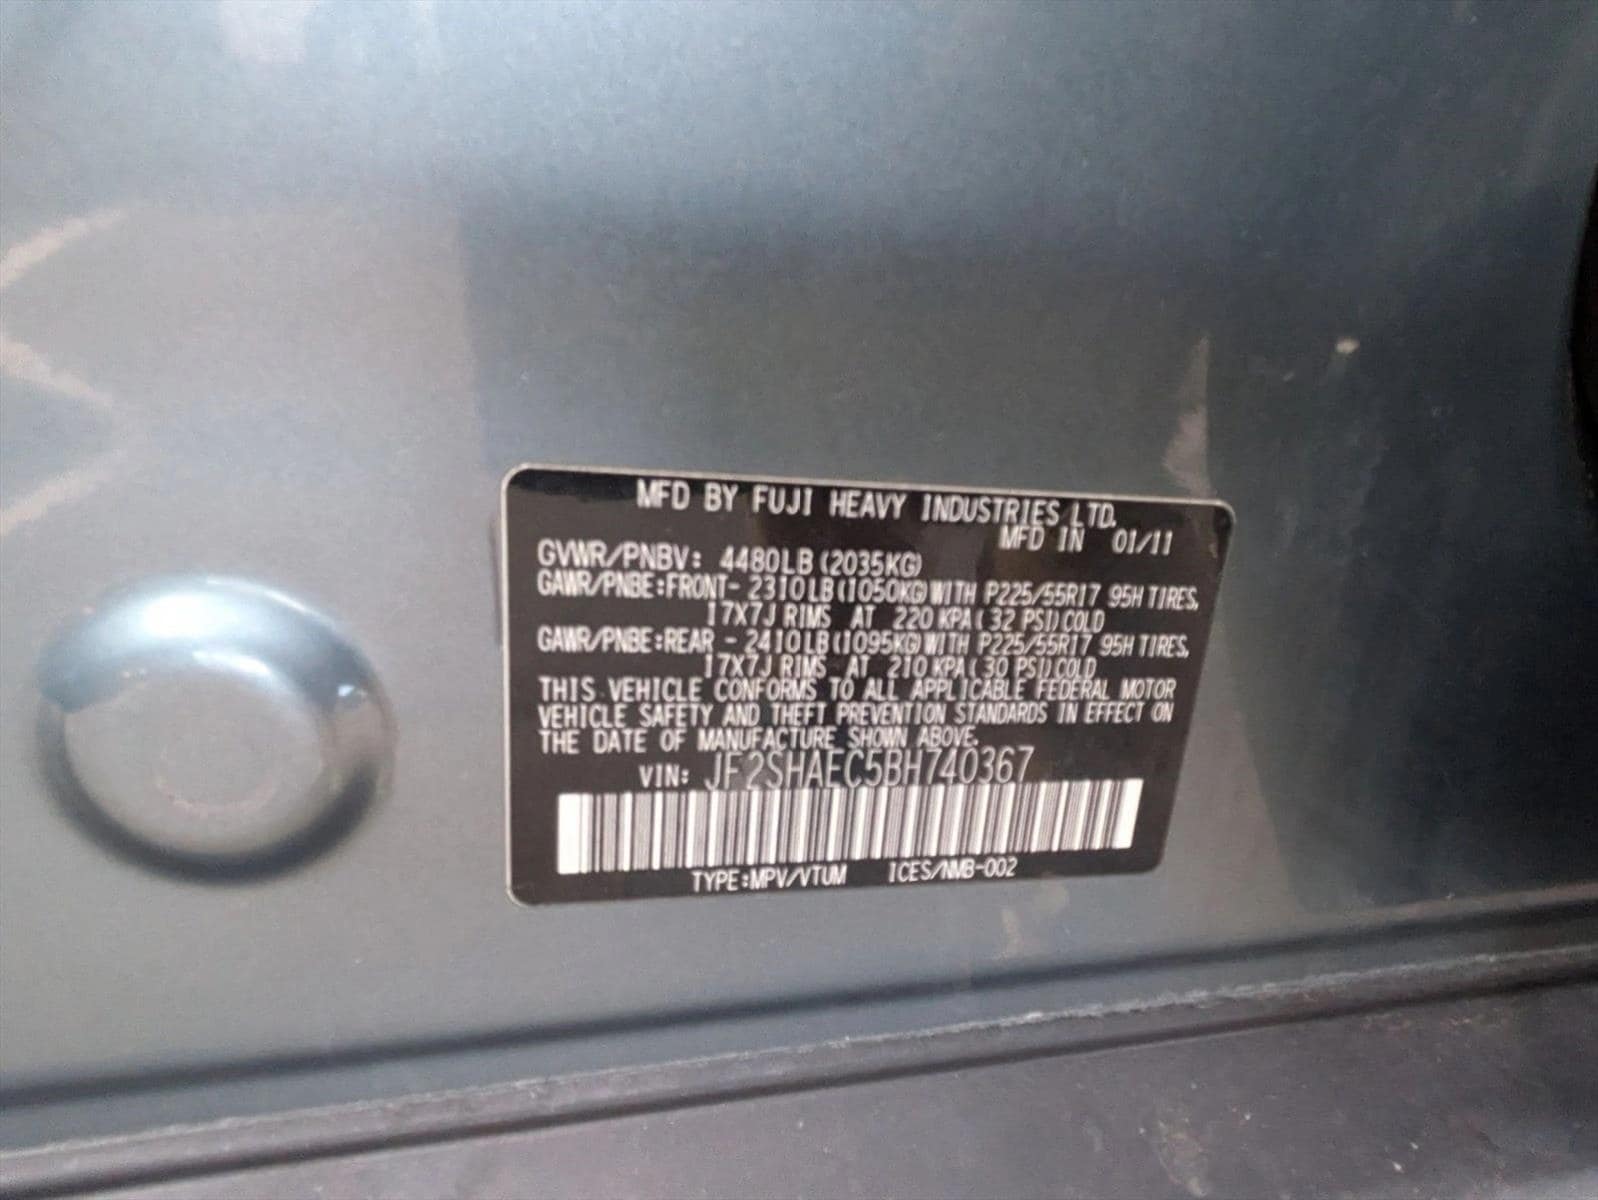 MFD BY FUJI HEAVY INDUSTRIES LTD.
MFD IN 01/11
GVWR/PNBV: 4480LB (2035KG)
GAWR/PNBE:FRONT- 2310LB(1050KG)WITH P225/55R17 95H TIRES,
17X7J RIMS AT 220 KPA( 32 PSI)COLD
GAWR/PNBE:REAR - 2410LB(1095KG)WITH P225/55R17 95H TIRES,
17X7J RIMS AT 210 KPA( 30 PSI)COLD
THIS VEHICLE CONFORMS TO ALL APPLICABLE FEDERAL MOTOR
VEHICLE SAFETY AND THEFT PREVENTION STANDARDS IN EFFECT ON
THE DATE OF MANUFACTURE SHOWN ABOVE.
VIN: JF2SHAEC5BH740367
TYPE:MPV/VTUM ICES/NMB-002